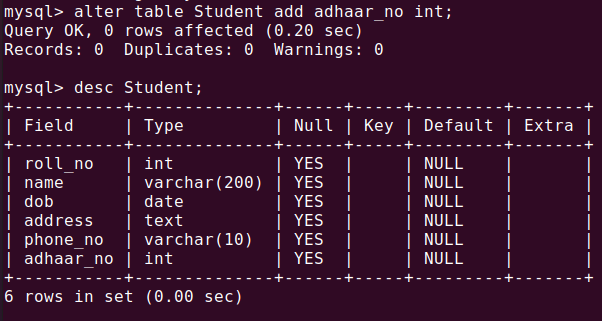 mysql> alter table Student add adhaar_no int;
Query OK, 0 rows affected (0.20 sec)
Records: 0  Duplicates: 0  Warnings: 0

mysql> desc Student;
+-----------+--------------+------+-----+---------+-------+
| Field     | Type         | Null | Key | Default | Extra |
+-----------+--------------+------+-----+---------+-------+
| roll_no   | int          | YES  |     | NULL    |       |
| name      | varchar(200) | YES  |     | NULL    |       |
| dob       | date         | YES  |     | NULL    |       |
| address   | text         | YES  |     | NULL    |       |
| phone_no  | varchar(10)  | YES  |     | NULL    |       |
| adhaar_no | int          | YES  |     | NULL    |       |
+-----------+--------------+------+-----+---------+-------+
6 rows in set (0.00 sec)